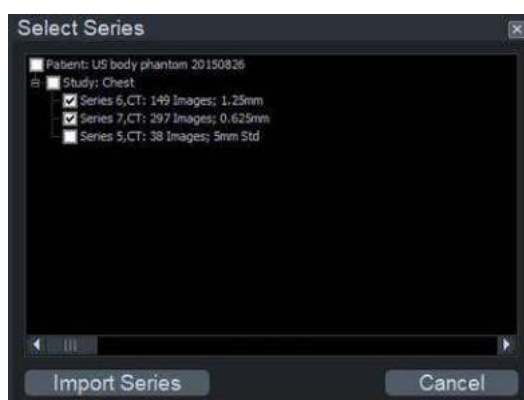 Select Series
Patient: US body phantom 20150826
Study: Chest
Series 6,CT: 149 Images; 1.25mm
Series 7,CT: 297 Images; 0.625mm
Series 5,CT: 38 Images; 5mm Std
Import Series
Cancel